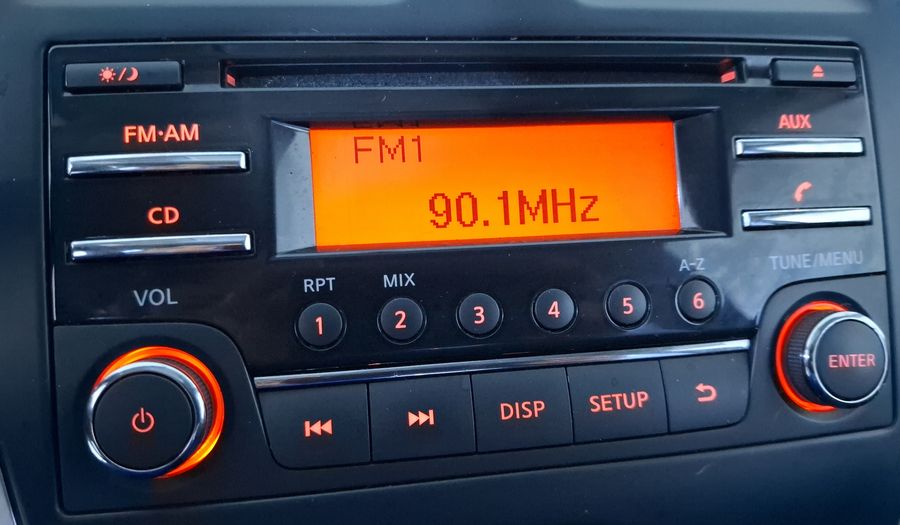 FM·AM
CD
VOL
FM1
90.1MHz
AUX
TUNE/MENU
RPT
MIX
A-Z
1 2 3 4 5 6
DISP
SETUP
ENTER